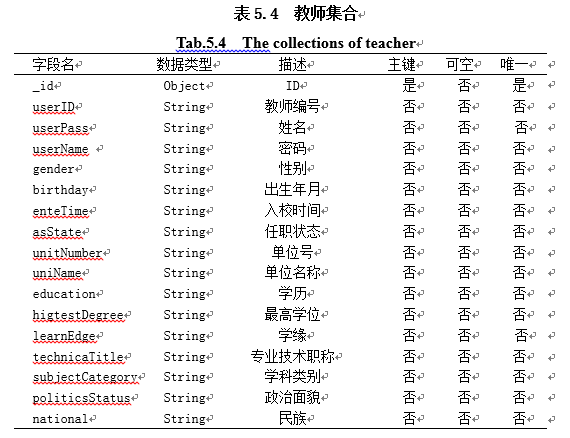 表 5.4 教师集合
Tab.5.4 The collections of teacher
字段名 数据类型 描述 主键 可空 唯一
_id Object ID 是 否 是
userID String 教师编号 否 否 否
userPass String 姓名 否 否 否
userName String 密码 否 否 否
gender String 性别 否 否 否
birthday String 出生年月 否 否 否
enteTime String 入校时间 否 否 否
asState String 任职状态 否 否 否
unitNumber String 单位号 否 否 否
uniName String 单位名称 否 否 否
education String 学历 否 否 否
higtestDegree String 最高学位 否 否 否
learnEdge String 学缘 否 否 否
technicaTitle String 专业技术职称 否 否 否
subjectCategory String 学科类别 否 否 否
politicsStatus String 政治面貌 否 否 否
national String 民族 否 否 否